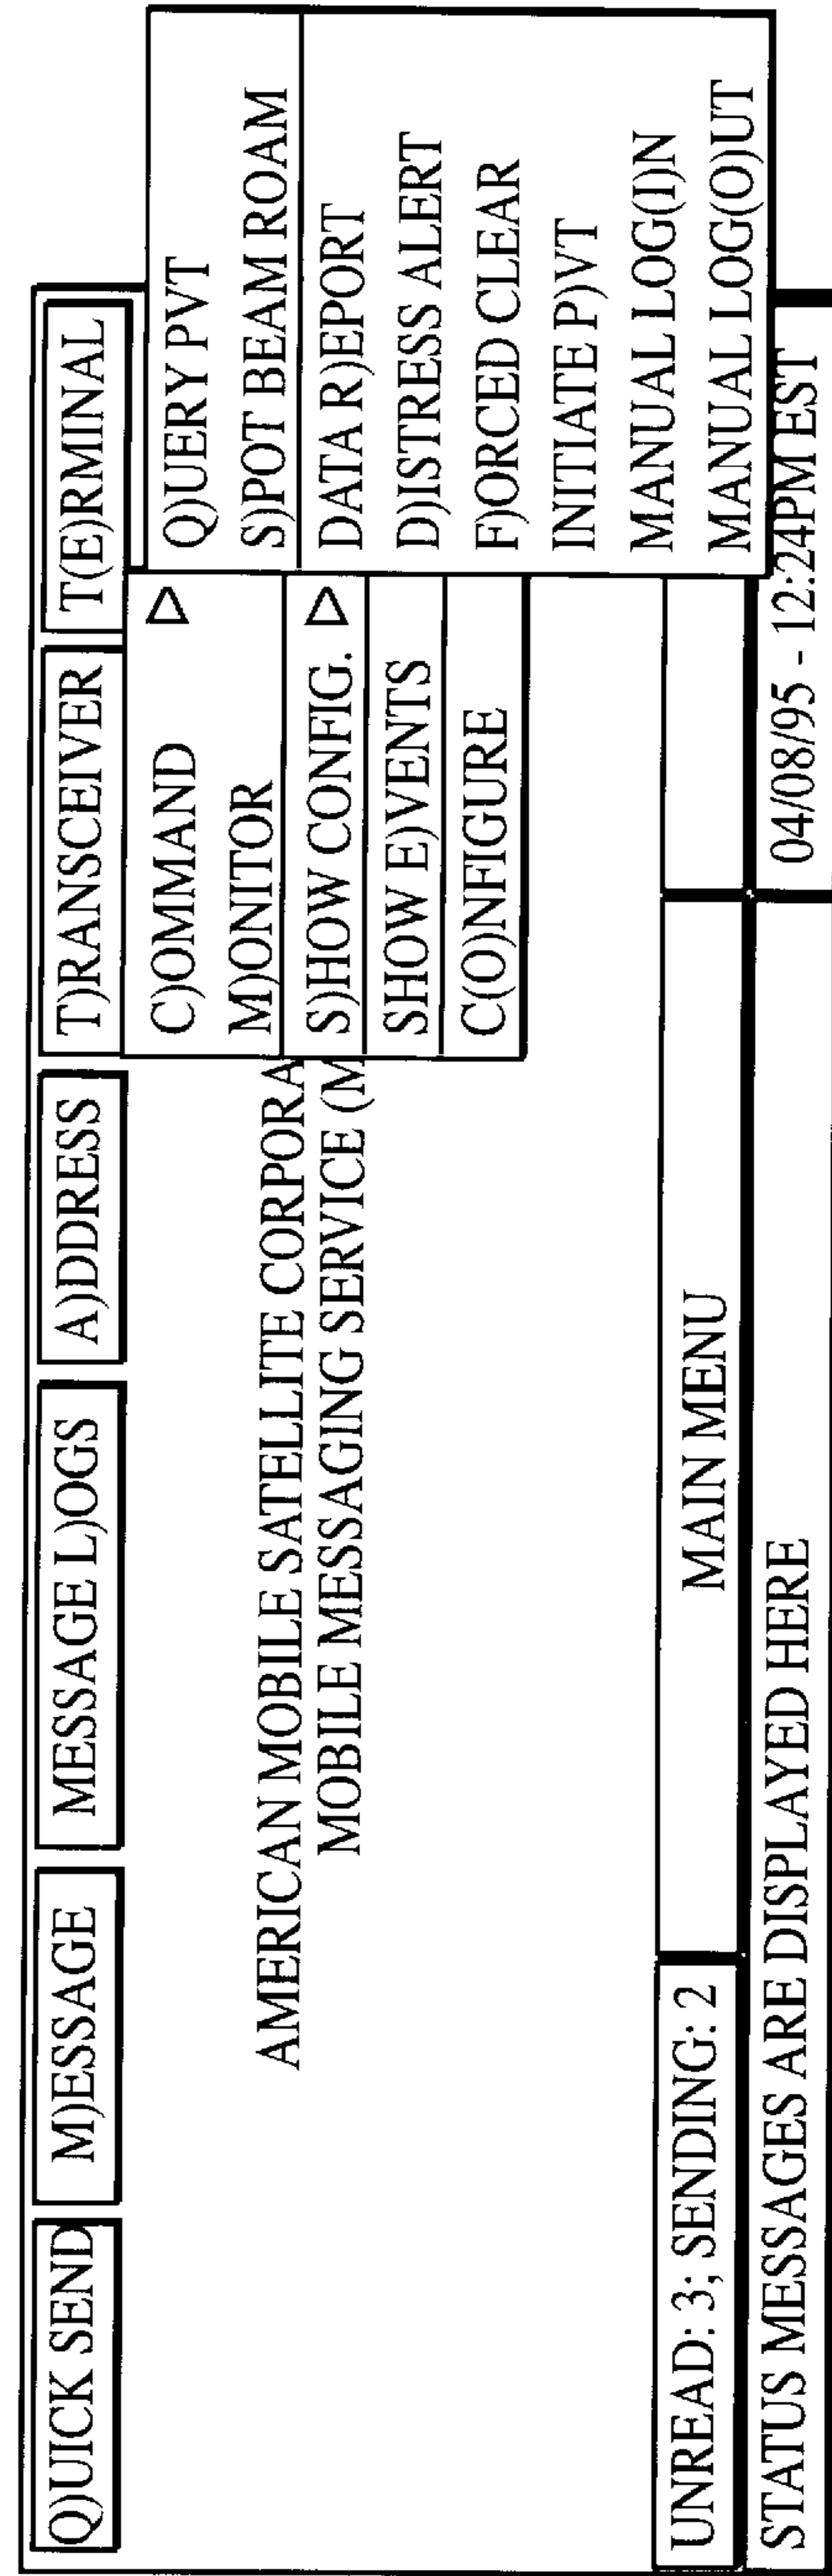 Q)UICK SEND M)ESSAGE MESSAGE L)OGS A)DDRESS T)RANSCEIVER T(E)RMINAL
C)OMMAND
M)ONITOR
S)HOW CONFIG.
SHOW E)VENTS
C(O)NFIGURE
Q)UERY PVT
S)POT BEAM ROAM
DATA R)EPORT
D)ISTRESS ALERT
F)ORCED CLEAR
INITIATE P)VT
MANUAL LOG(I)N
MANUAL LOG(O)UT
AMERICAN MOBILE SATELLITE CORPORA
MOBILE MESSAGING SERVICE (M
UNREAD: 3; SENDING: 2 MAIN MENU
STATUS MESSAGES ARE DISPLAYED HERE 04/08/95 - 12:24PM EST